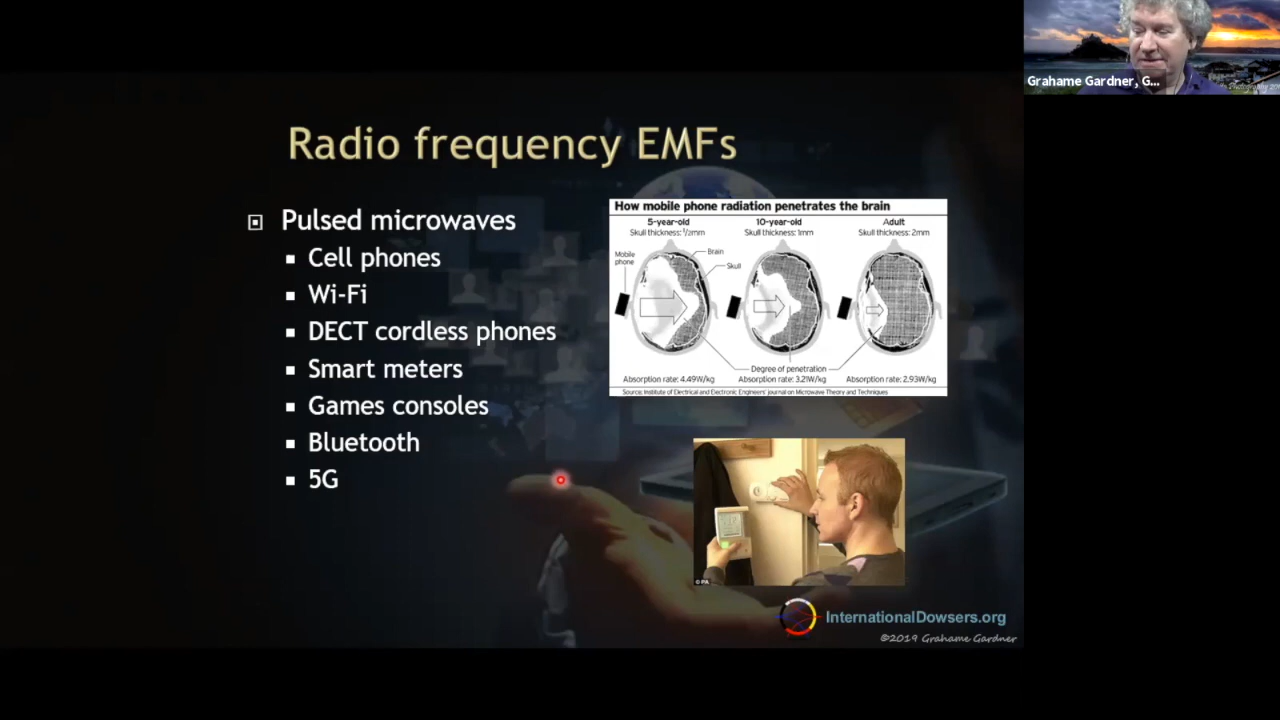 Grahame Gardner, G...
Radio frequency EMFs
Pulsed microwaves
Cell phones
Wi-Fi
DECT cordless phones
Smart meters
Games consoles
Bluetooth
5G
How mobile phone radiation penetrates the brain
5-year-old 10-year-old Adult
Skull thickness: 1/2mm Skull thickness: 1mm Skull thickness: 2mm
Mobile phone
Brain
Skull
Degree of penetration
Absorption rate: 4.49W/kg Absorption rate: 3.21W/kg Absorption rate: 2.93W/kg
Source: Institute of Electrical and Electronic Engineers' journal on Microwave Theory and Techniques
© PA
InternationalDowsers.org
©2019 Grahame Gardner